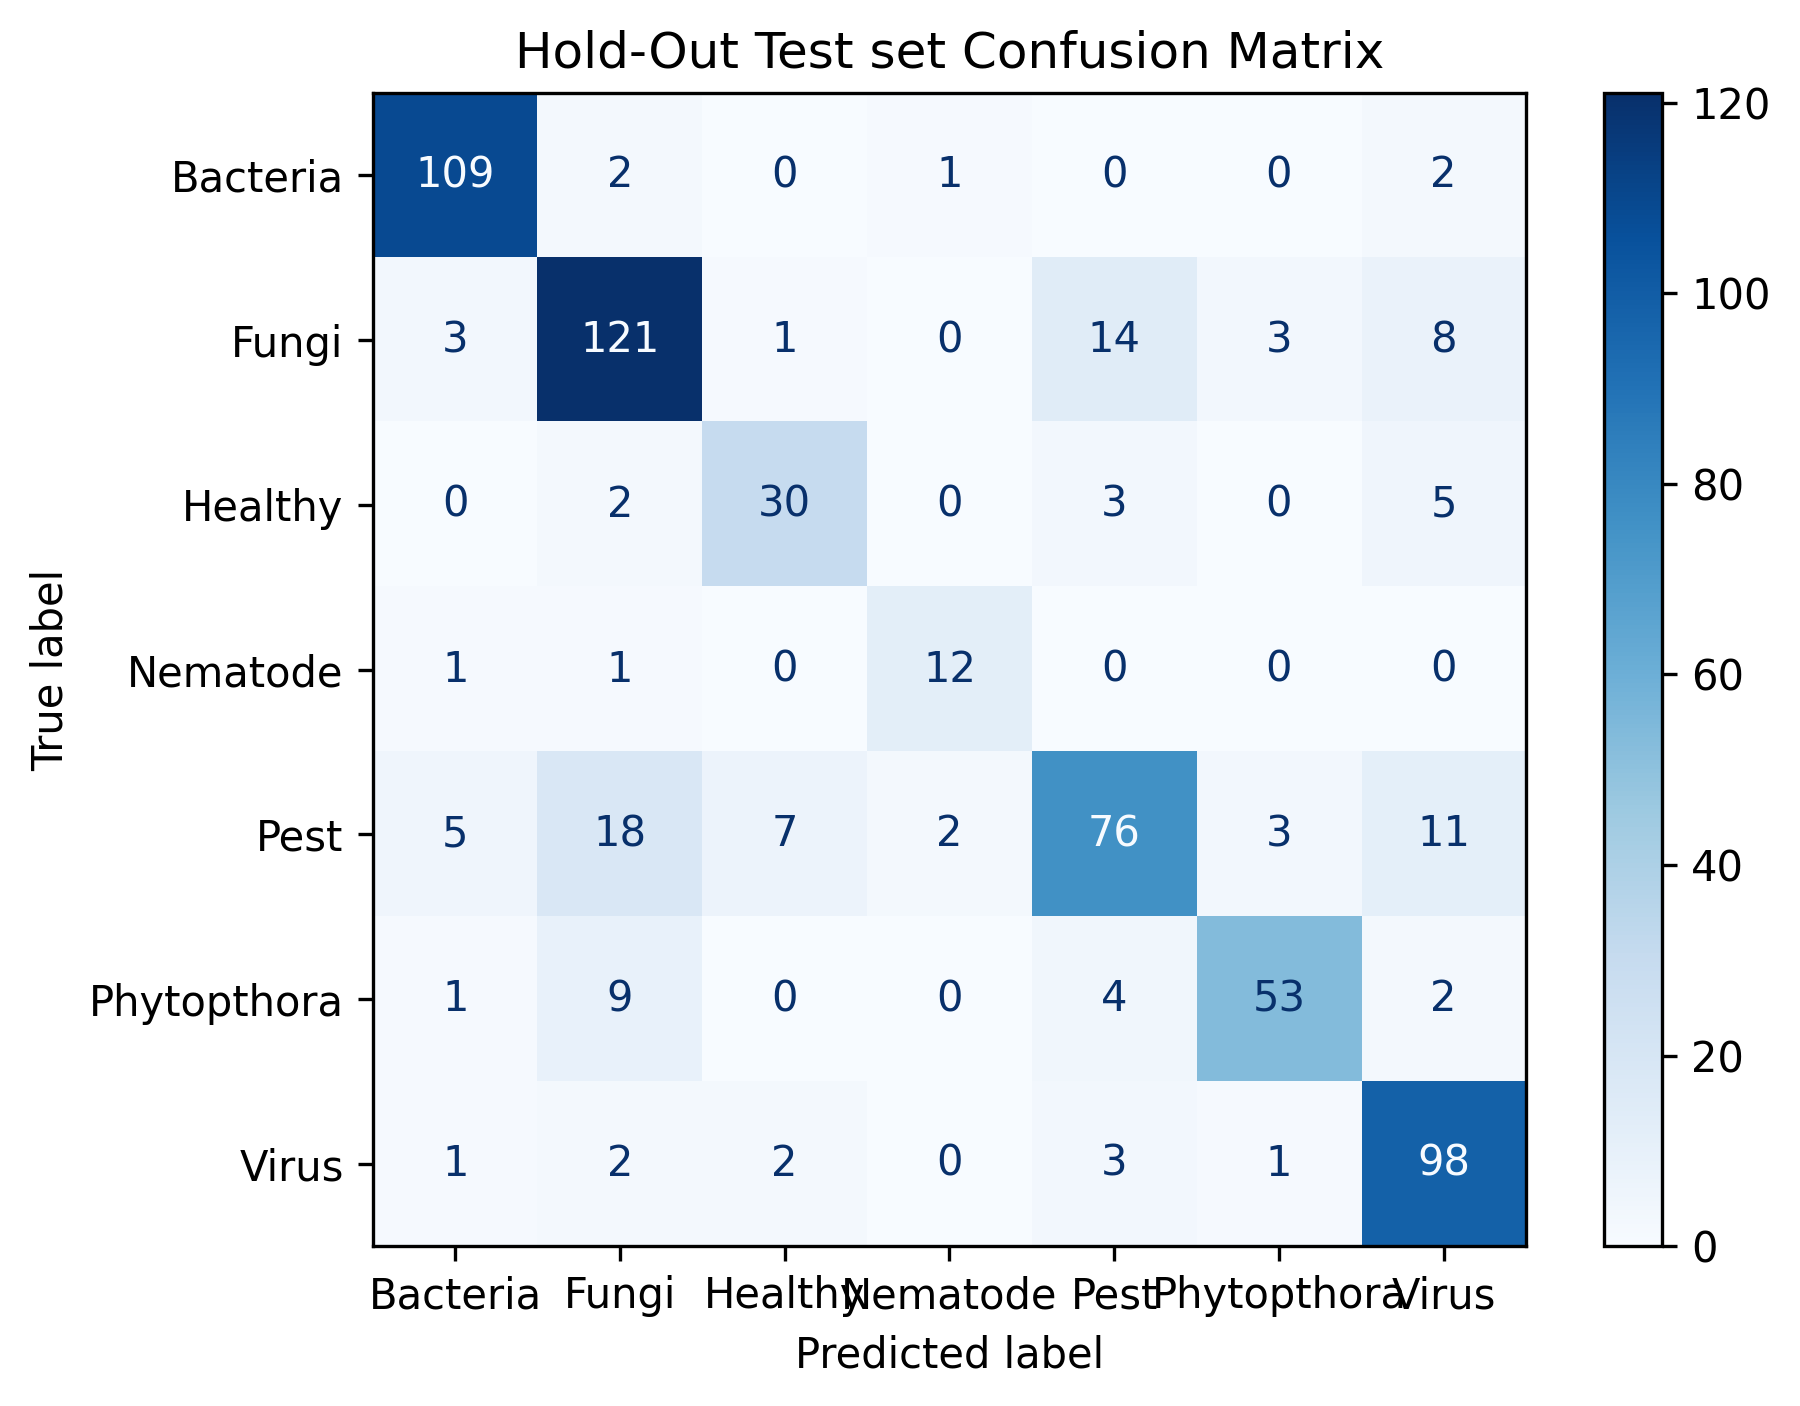 Hold-Out Test set Confusion Matrix
Bacteria 109 2 0 1 0 0 2
Fungi 3 121 1 0 14 3 8
Healthy 0 2 30 0 3 0 5
Nematode 1 1 0 12 0 0 0
Pest 5 18 7 2 76 3 11
Phytopthora 1 9 0 0 4 53 2
Virus 1 2 2 0 3 1 98
Bacteria Fungi Healthy Nematode Pest Phytopthora Virus
Predicted label
True label
120
100
80
60
40
20
0